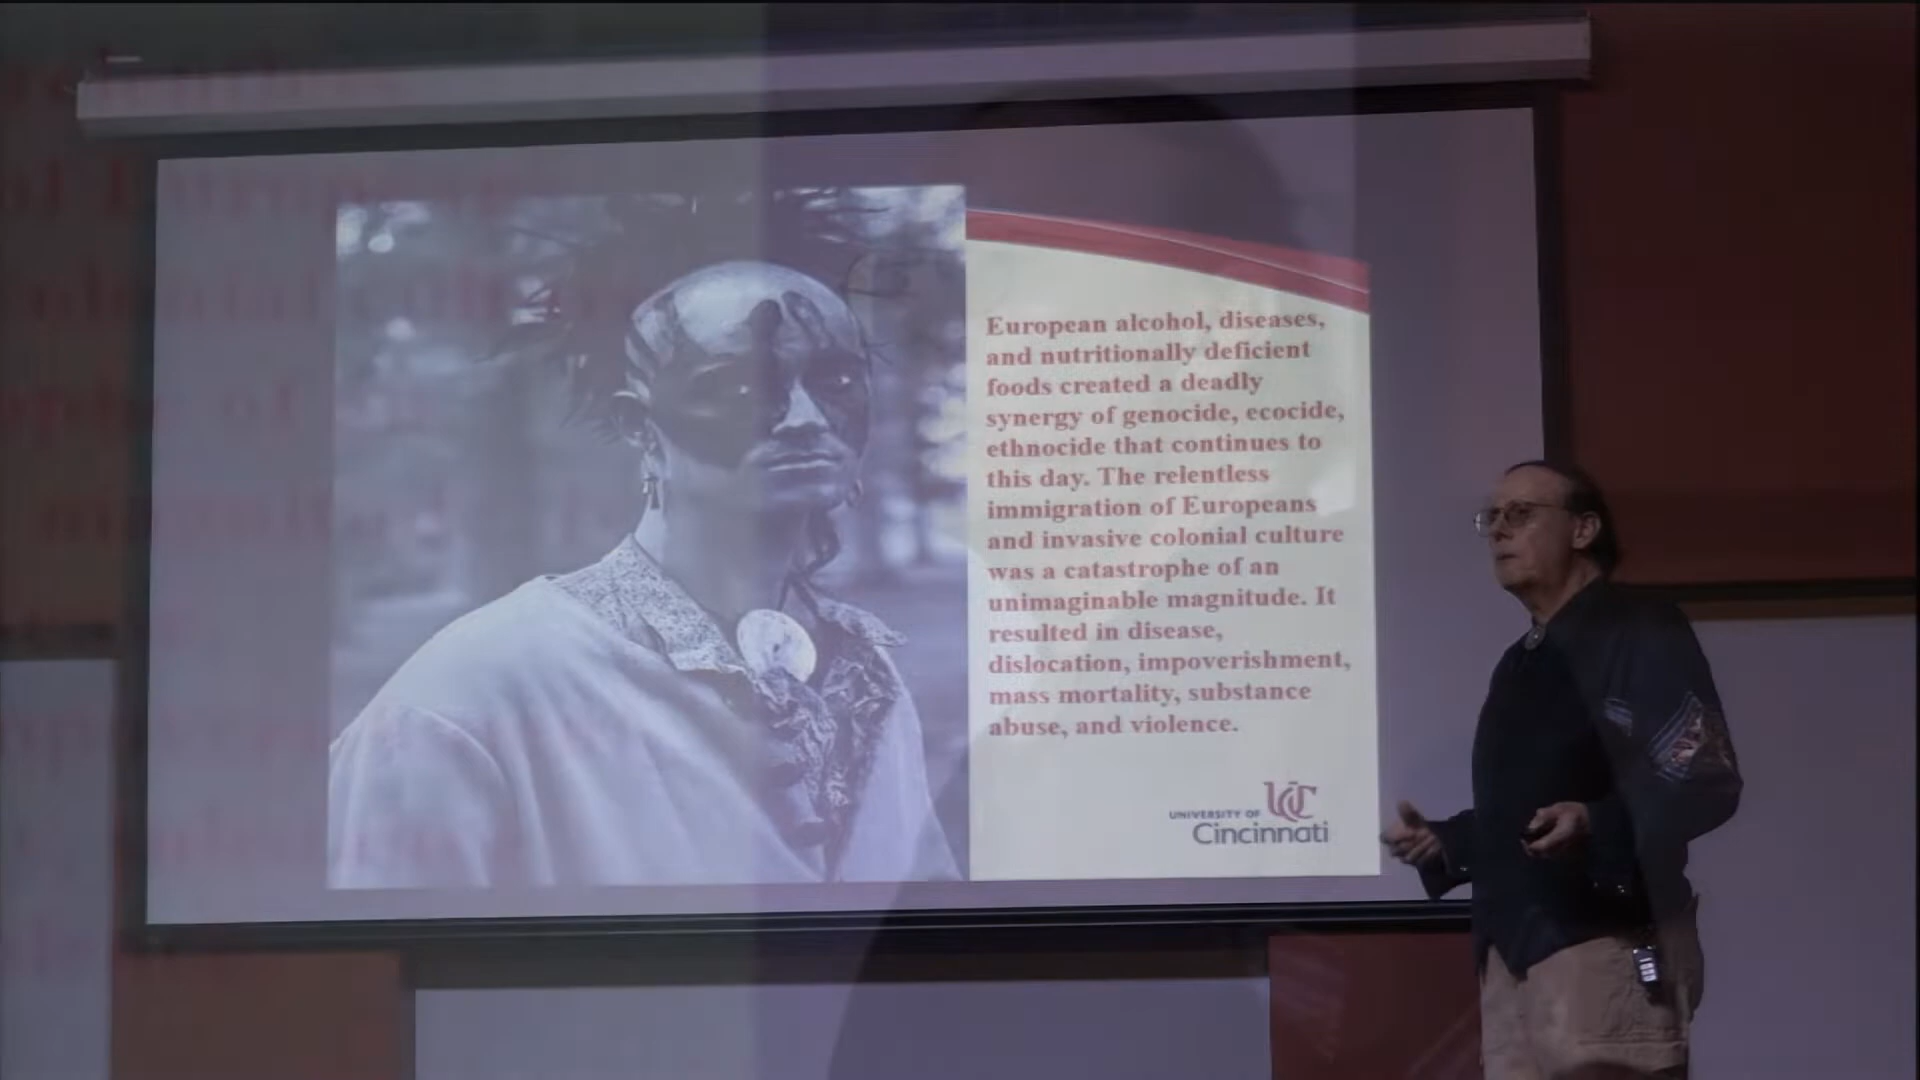 European alcohol, diseases,
and nutritionally deficient
foods created a deadly
synergy of genocide, ecocide,
ethnocide that continues to
this day. The relentless
immigration of Europeans
and invasive colonial culture
was a catastrophe of an
unimaginable magnitude. It
resulted in disease,
dislocation, impoverishment,
mass mortality, substance
abuse, and violence.
UC
UNIVERSITY OF
Cincinnati